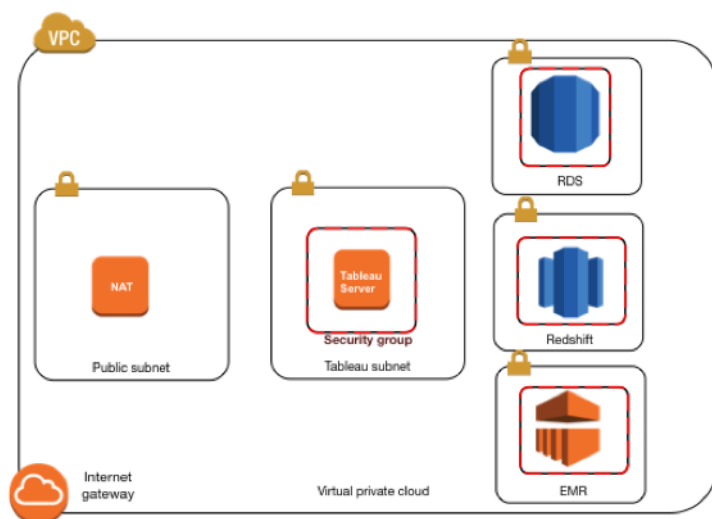 VPC
RDS
NAT
Tableau
Server
Security group
Public subnet
Tableau subnet
Redshift
Internet
gateway
Virtual private cloud
EMR